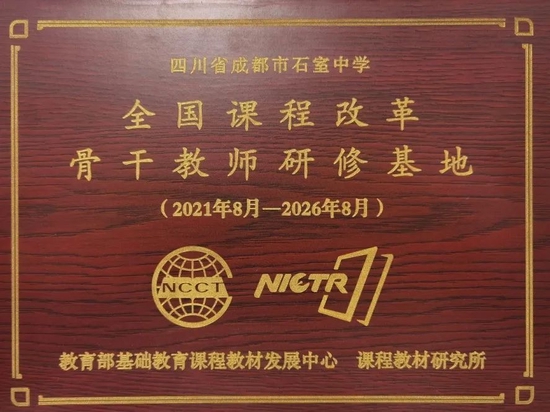 四川省成都市石室中学
全国课程改革
骨干教师研修基地
（2021年8月—2026年8月）
NCCT NICTR
教育部基础教育课程教材发展中心 课程教材研究所